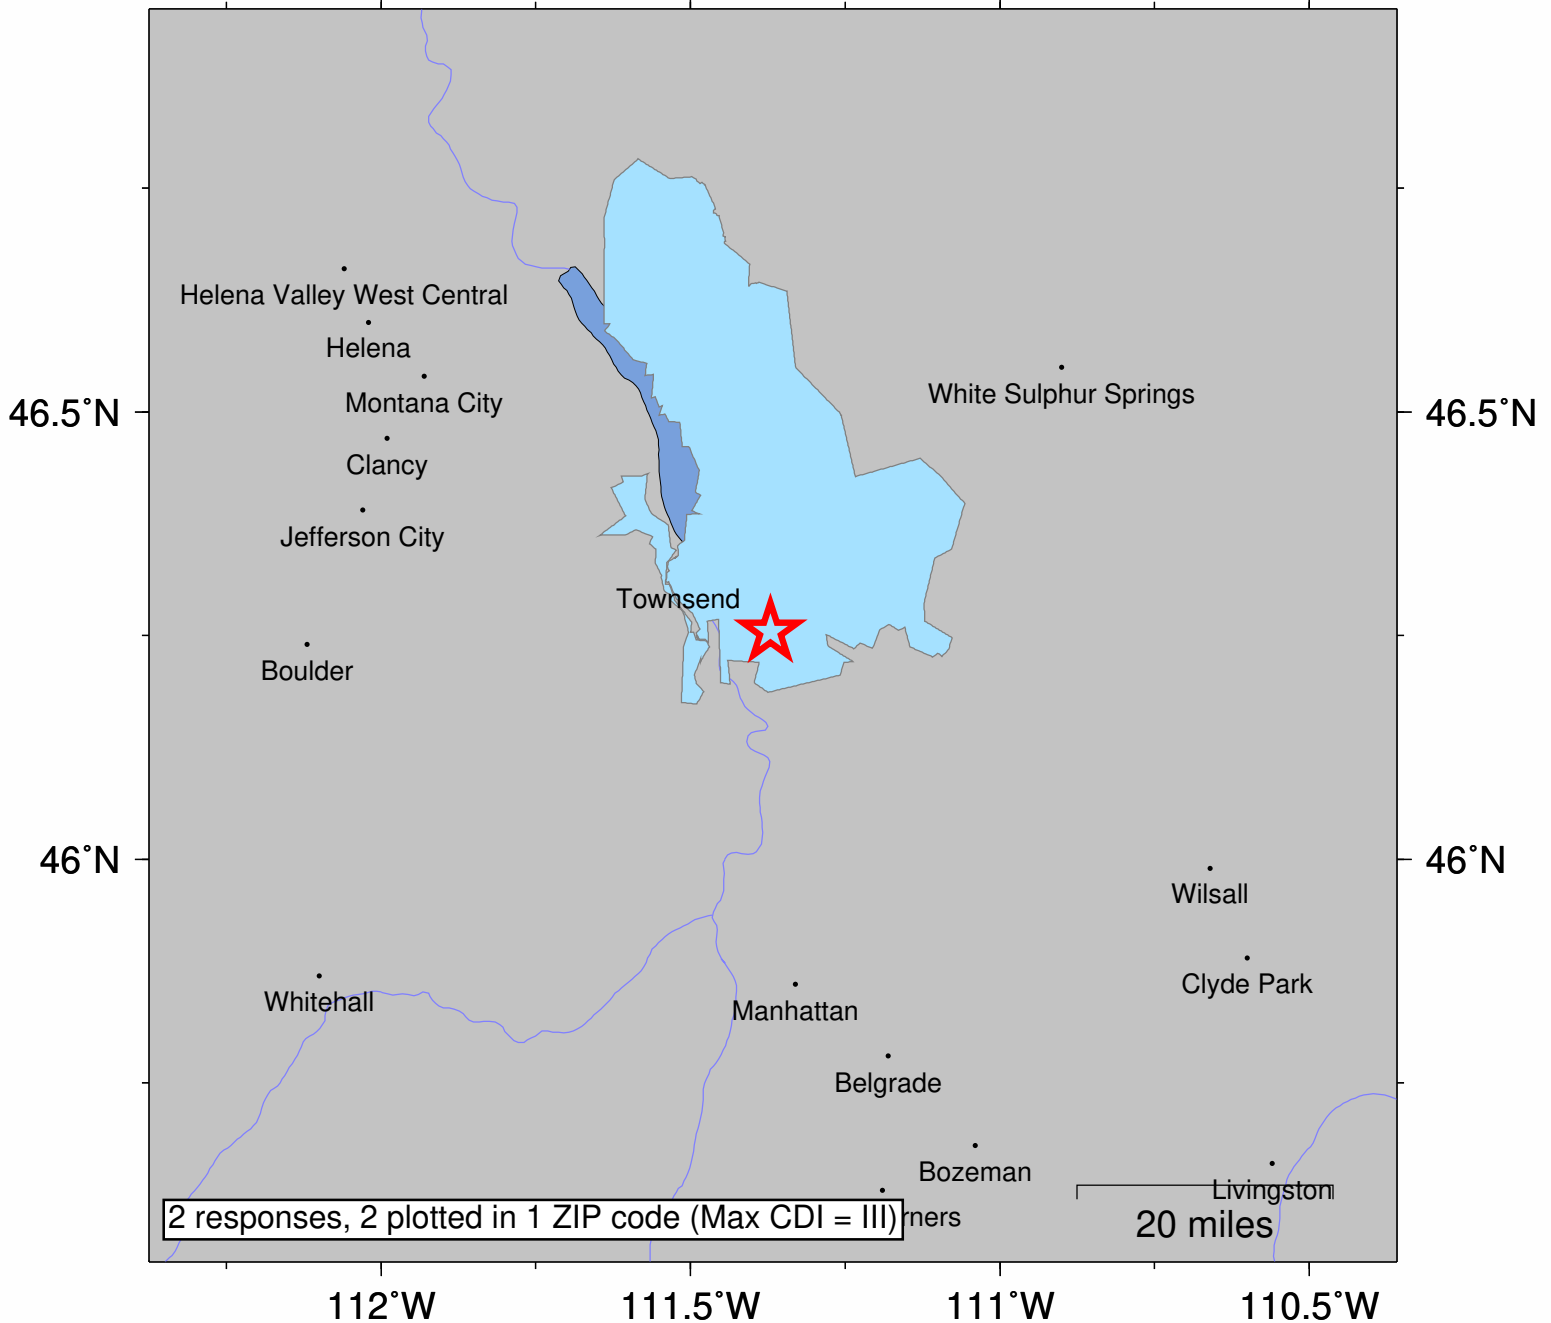 Helena Valley West Central
Helena
Montana City
White Sulphur Springs
46.5°N
46.5°N
Clancy
Jefferson City
Townsend
Boulder
46°N
46°N
Wilsall
Clyde Park
Whitehall
Manhattan
Belgrade
Bozeman
Livingston
2 responses, 2 plotted in 1 ZIP code (Max CDI = III)
rners
20 miles
112°W
111.5°W
111°W
110.5°W